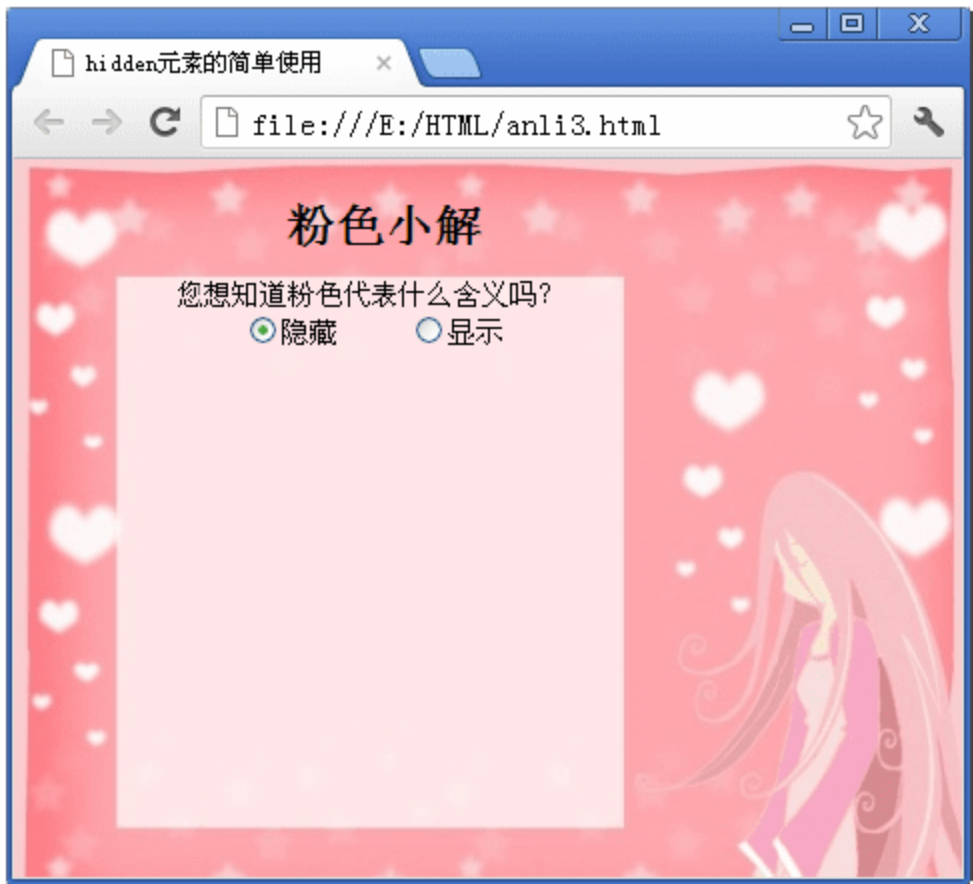 hidden元素的简单使用
file:///E:/HTML/anli3.html
粉色小解
您想知道粉色代表什么含义吗?
隐藏 显示